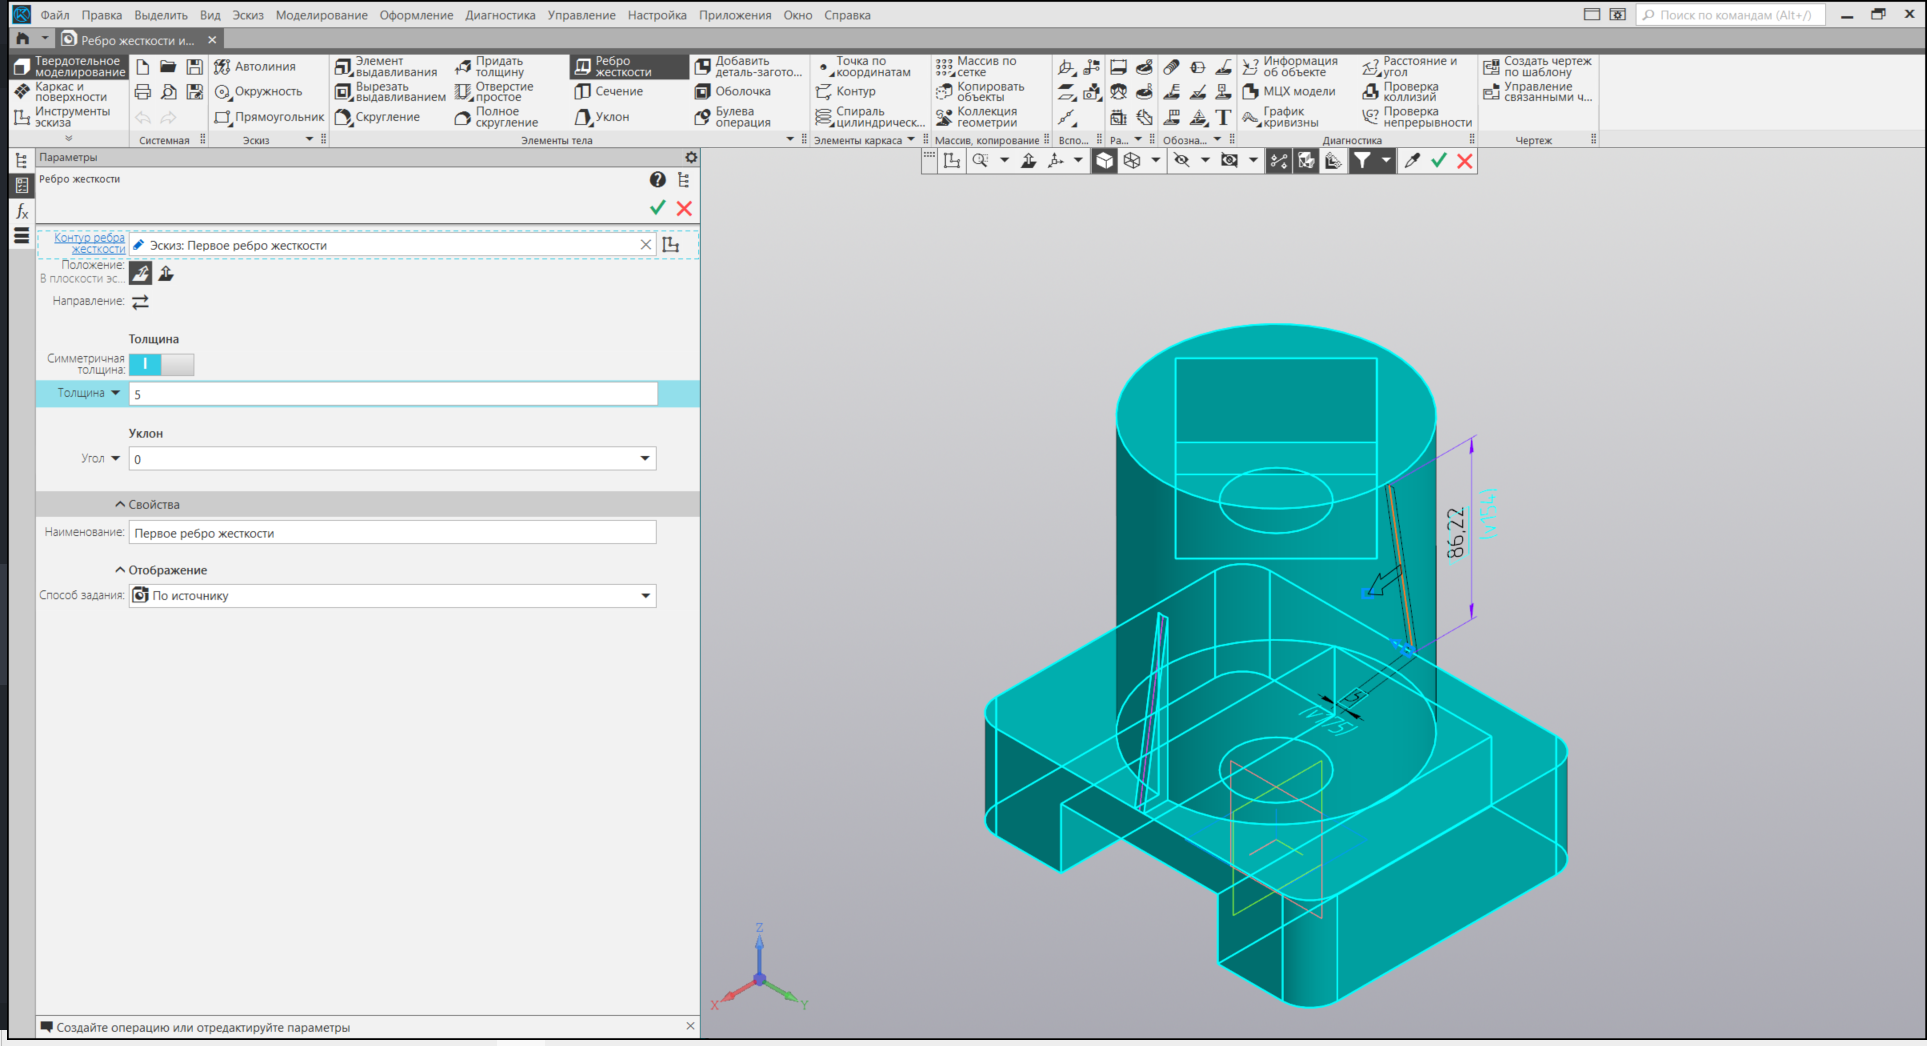 Файл Правка Выделить Вид Эскиз Моделирование Оформление Диагностика Управление Настройка Приложения Окно Справка
Поиск по командам (Alt+/)
Ребро жесткости и...
Твердотельное моделирование
Каркас и поверхности
Инструменты эскиза
Системная
Автолиния
Окружность
Прямоугольник
Эскиз
Элемент выдавливания
Вырезать выдавливанием
Скругление
Придать толщину
Отверстие простое
Полное скругление
Ребро жесткости
Сечение
Уклон
Добавить деталь-загото...
Оболочка
Булева операция
Элементы тела
Точка по координатам
Контур
Спираль цилиндрическ...
Элементы каркаса
Массив по сетке
Копировать объекты
Коллекция геометрии
Массив, копирование
Вспо...
Ра...
Обозна...
Информация об объекте
МЦХ модели
График кривизны
Расстояние и угол
Проверка коллизий
Проверка непрерывности
Диагностика
Создать чертеж по шаблону
Управление связанными ч...
Чертеж
Параметры
Ребро жесткости
Контур ребра жесткости
Эскиз: Первое ребро жесткости
Положение:
В плоскости эс...
Направление:
Толщина
Симметричная толщина:
Толщина
5
Уклон
Угол
0
Свойства
Наименование:
Первое ребро жесткости
Отображение
Способ задания:
По источнику
Создайте операцию или отредактируйте параметры
86,22
(v154)
5
(v175)
Z
X
Y